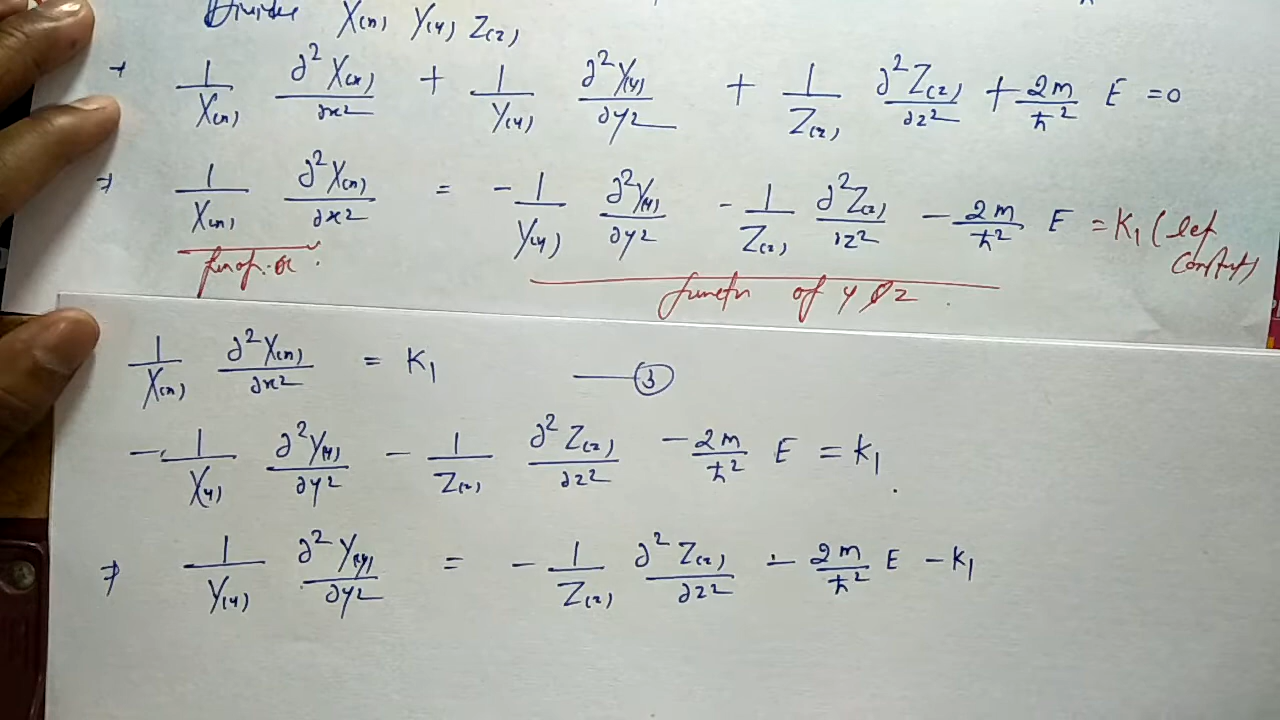 Divides X(x) Y(y) Z(z)
→ 1/X(x) ∂²X(x)/∂x² + 1/Y(y) ∂²Y(y)/∂y² + 1/Z(z) ∂²Z(z)/∂z² + 2m/ħ² E = 0
⇒ 1/X(x) ∂²X(x)/∂x² = - 1/Y(y) ∂²Y(y)/∂y² - 1/Z(z) ∂²Z(z)/∂z² - 2m/ħ² E = K₁ (let constant)
fun of x. functn of y & z.
1/X(x) ∂²X(x)/∂x² = K₁ —— ③
- 1/X(y) ∂²Y(y)/∂y² - 1/Z(z) ∂²Z(z)/∂z² - 2m/ħ² E = K₁.
⇒ 1/Y(y) ∂²Y(y)/∂y² = - 1/Z(z) ∂²Z(z)/∂z² - 2m/ħ² E - K₁